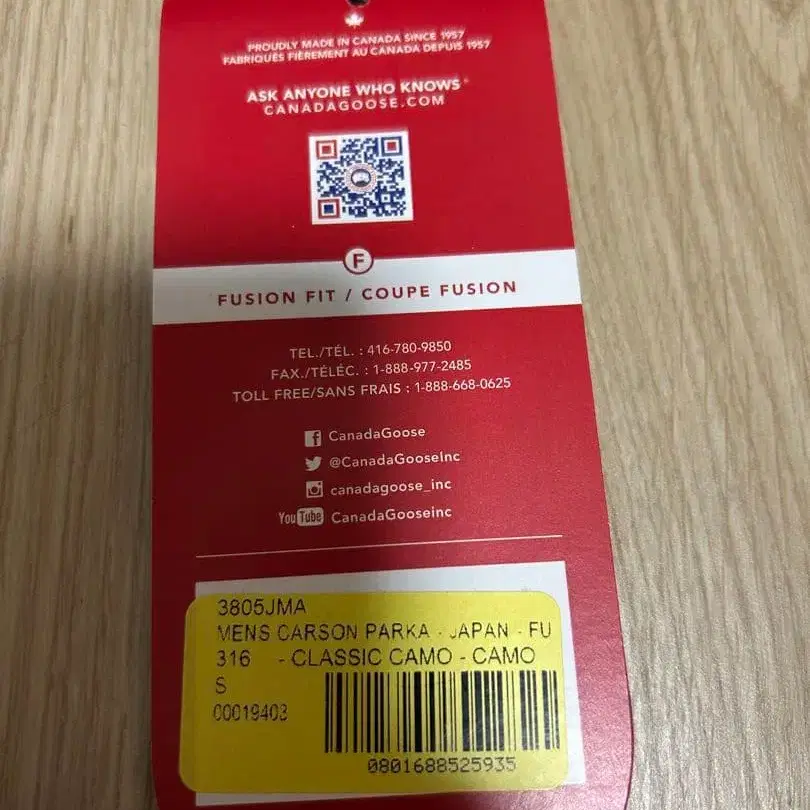 PROUDLY MADE IN CANADA SINCE 1957
FABRIQUÉS FIÈREMENT AU CANADA DEPUIS 1957
ASK ANYONE WHO KNOWS®
CANADAGOOSE.COM
F
FUSION FIT / COUPE FUSION
TEL./TÉL. : 416-780-9850
FAX./TÉLÉC. : 1-888-977-2485
TOLL FREE/SANS FRAIS : 1-888-668-0625
f CanadaGoose
@CanadaGooseInc
canadagoose_inc
You Tube CanadaGooseinc
3805JMA
MENS CARSON PARKA - JAPAN - FU
316 - CLASSIC CAMO - CAMO
S
00019403
0801688525935